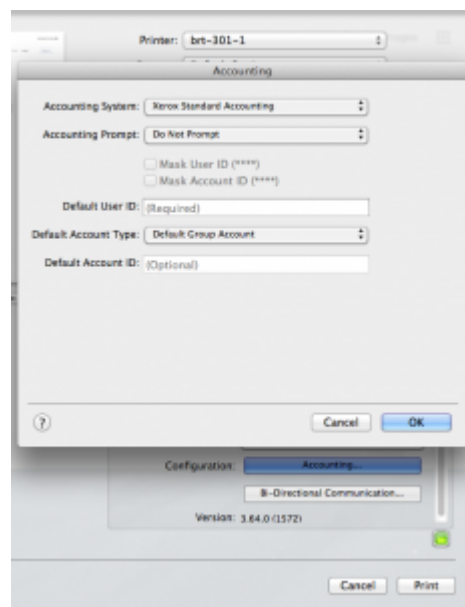 Printer: brt-301-1
Accounting
Accounting System: Xerox Standard Accounting
Accounting Prompt: Do Not Prompt
Mask User ID (****)
Mask Account ID (****)
Default User ID: (Required)
Default Account Type: Default Group Account
Default Account ID: (Optional)
? Cancel OK
Configuration: Accounting...
Bi-Directional Communication...
Version: 3.64.0 (1572)
Cancel Print